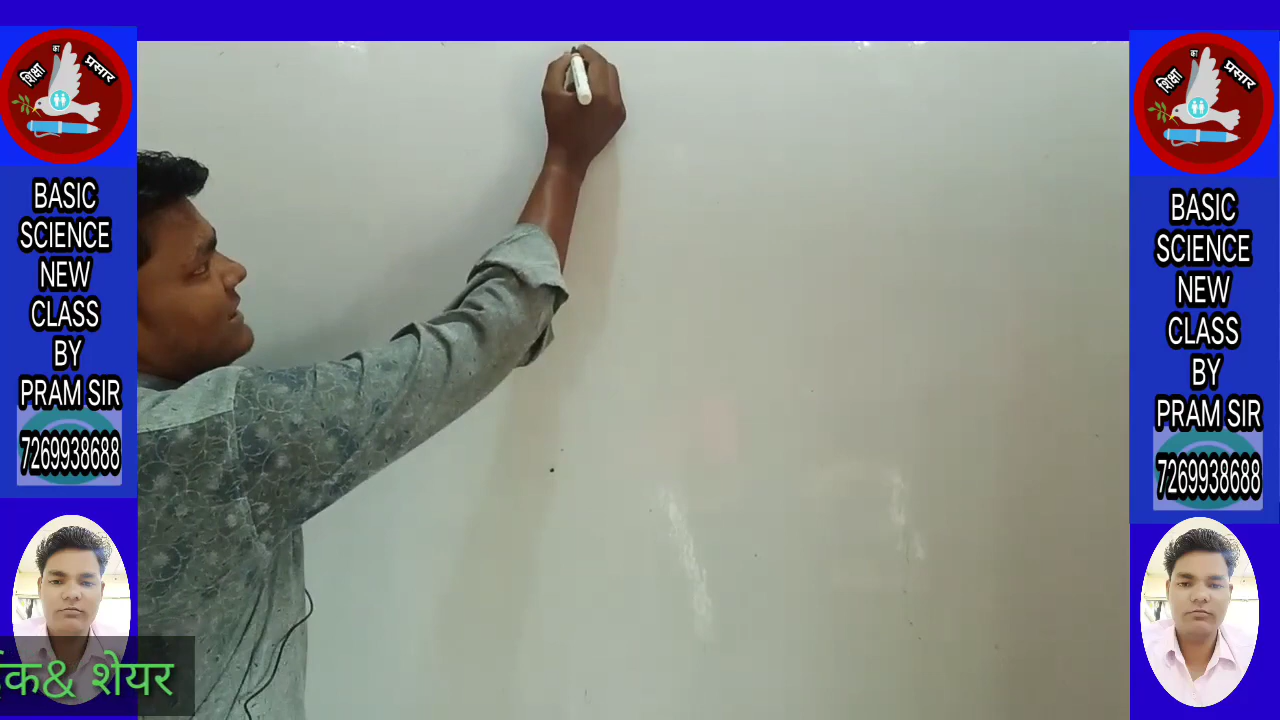 शिक्षा का प्रसार
BASIC
SCIENCE
NEW
CLASS
BY
PRAM SIR
7269938688
शिक्षा का प्रसार
BASIC
SCIENCE
NEW
CLASS
BY
PRAM SIR
7269938688
& शेयर